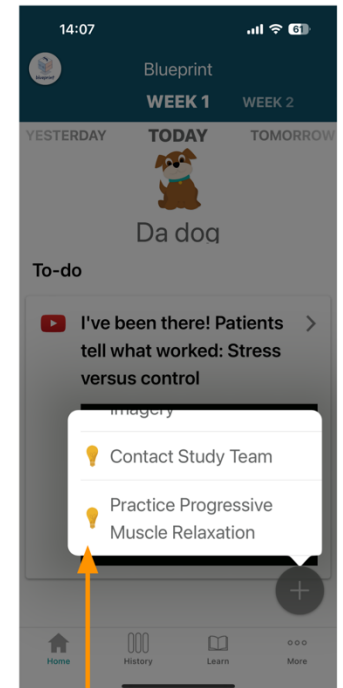 14:07
61
Blueprint
WEEK 1
WEEK 2
YESTERDAY
TODAY
TOMORROW
Da dog
To-do
I've been there! Patients
tell what worked: Stress
versus control
Imagery
Contact Study Team
Practice Progressive
Muscle Relaxation
Home
History
Learn
More